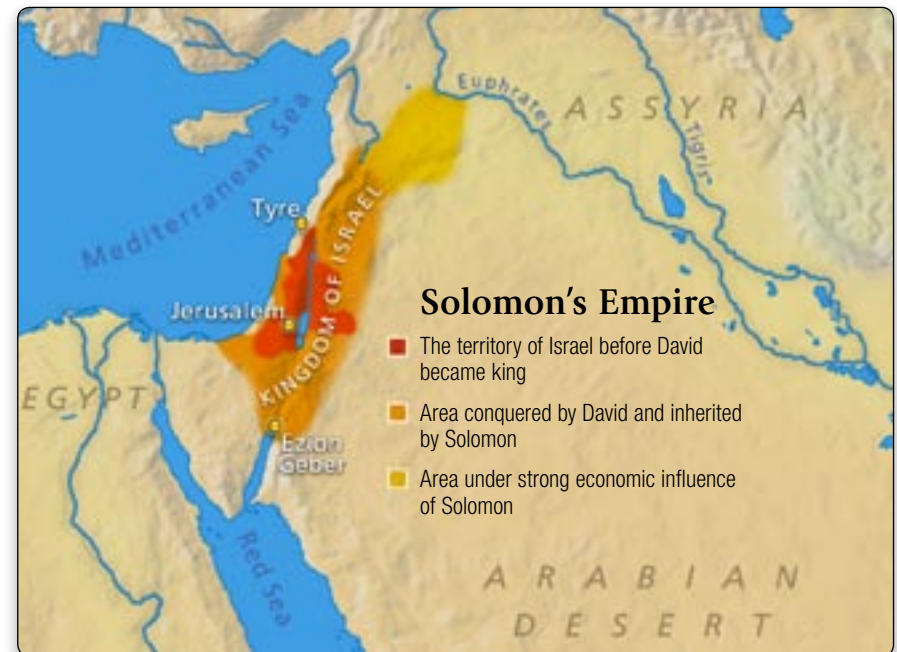 Euphrates
ASSYRIA
Tigris
Mediterranean Sea
Tyre
KINGDOM OF ISRAEL
Jerusalem
Solomon's Empire
The territory of Israel before David
became king
EGYPT
Area conquered by David and inherited
by Solomon
Ezion
Geber
Area under strong economic influence
of Solomon
Red Sea
ARABIAN
DESERT